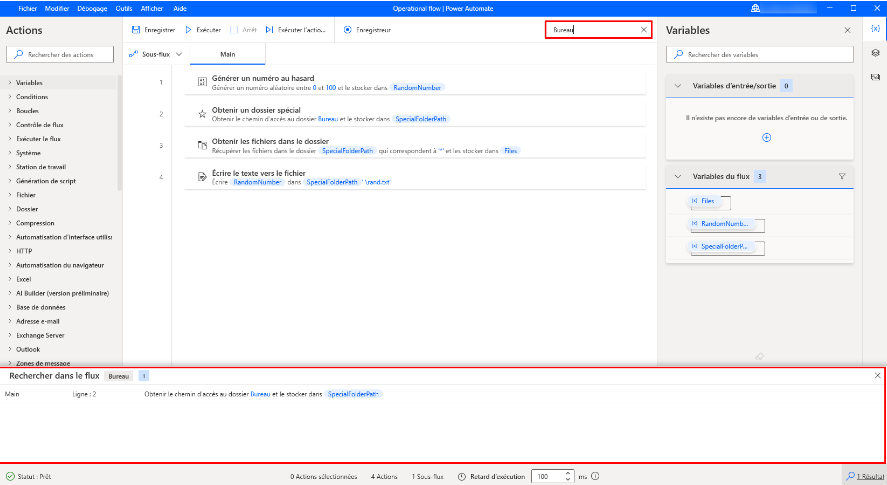 Fichier Modifier Débogage Outils Afficher Aide
Operational flow | Power Automate
Actions
Rechercher des actions
Variables
Conditions
Boucles
Contrôle de flux
Exécuter le flux
Système
Station de travail
Génération de script
Fichier
Dossier
Compression
Automatisation d'interface utilis
HTTP
Automatisation du navigateur
Excel
AI Builder (version préliminaire)
Base de données
Adresse e-mail
Exchange Server
Outlook
Zones de message
Enregistrer Exécuter Arrêt Exécuter l'actio... Enregistreur
Bureau
Sous-flux Main
1 Générer un numéro au hasard
Générer un numéro aléatoire entre 0 et 100 et le stocker dans RandomNumber
2 Obtenir un dossier spécial
Obtenir le chemin d'accès au dossier Bureau et le stocker dans SpecialFolderPath
3 Obtenir les fichiers dans le dossier
Récupérer les fichiers dans le dossier SpecialFolderPath qui correspondent à '*' et les stocker dans Files
4 Écrire le texte vers le fichier
Écrire RandomNumber dans SpecialFolderPath '\rand.txt'
Variables
{x}
Rechercher des variables
Variables d'entrée/sortie 0
Il n'existe pas encore de variables d'entrée ou de sortie.
Variables du flux 3
(x) Files
(x) RandomNumb...
(x) SpecialFolderP...
Rechercher dans le flux Bureau 1
Main Ligne : 2 Obtenir le chemin d'accès au dossier Bureau et le stocker dans SpecialFolderPath
Statut : Prêt 0 Actions sélectionnées 4 Actions 1 Sous-flux Retard d'exécution 100 ms 1 Résultat